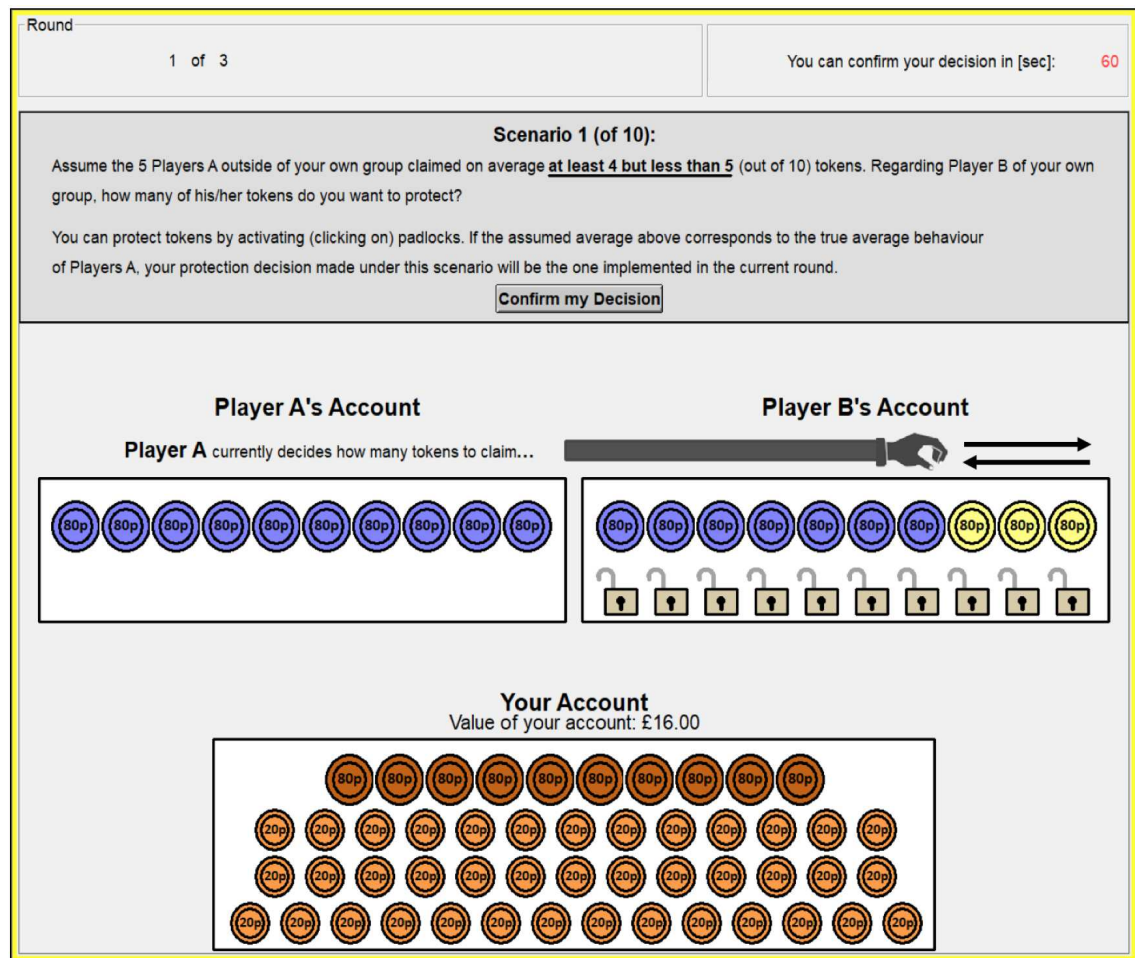 Round
1 of 3
You can confirm your decision in [sec]: 60
Scenario 1 (of 10):
Assume the 5 Players A outside of your own group claimed on average at least 4 but less than 5 (out of 10) tokens. Regarding Player B of your own
group, how many of his/her tokens do you want to protect?
You can protect tokens by activating (clicking on) padlocks. If the assumed average above corresponds to the true average behaviour
of Players A, your protection decision made under this scenario will be the one implemented in the current round.
Confirm my Decision
Player A's Account
Player A currently decides how many tokens to claim...
80p 80p 80p 80p 80p 80p 80p 80p 80p 80p
Player B's Account
80p 80p 80p 80p 80p 80p 80p 80p 80p 80p
Your Account
Value of your account: £16.00
80p 80p 80p 80p 80p 80p 80p 80p 80p 80p
20p 20p 20p 20p 20p 20p 20p 20p 20p 20p 20p 20p 20p
20p 20p 20p 20p 20p 20p 20p 20p 20p 20p 20p 20p 20p
20p 20p 20p 20p 20p 20p 20p 20p 20p 20p 20p 20p 20p 20p